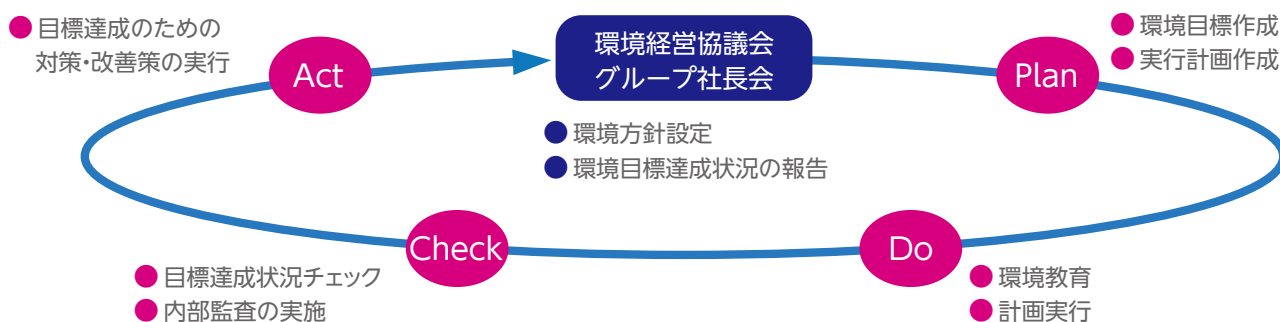 ● 目標達成のための
対策・改善策の実行
Act
環境経営協議会
グループ社長会
● 環境方針設定
● 環境目標達成状況の報告
Plan
● 環境目標作成
● 実行計画作成
Check
● 目標達成状況チェック
● 内部監査の実施
Do
● 環境教育
● 計画実行